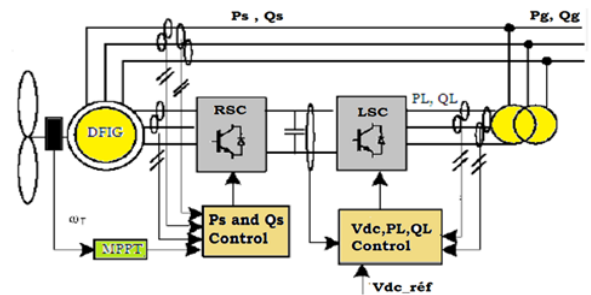 Ps , Qs
Pg, Qg
PL, QL
RSC
LSC
DFIG
Ps and Qs
Control
Vdc,PL,QL
Control
ωT
MPPT
Vdc_réf